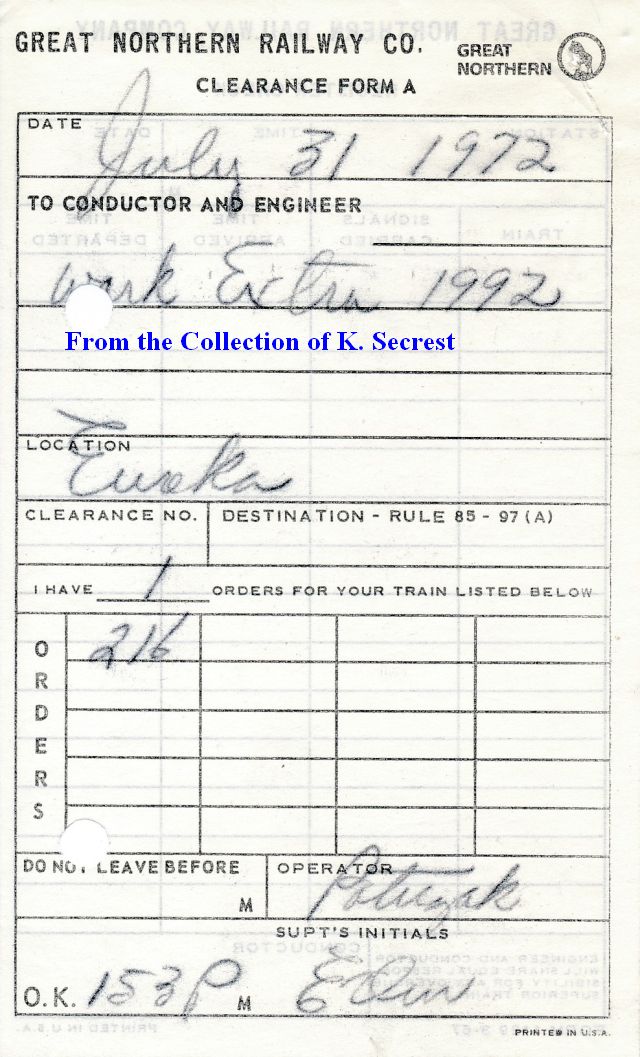 GREAT NORTHERN RAILWAY CO.
GREAT
NORTHERN
CLEARANCE FORM A
DATE
July 31 1972
TO CONDUCTOR AND ENGINEER
Work Extra 1992
From the Collection of K. Secrest
LOCATION
Eureka
CLEARANCE NO. DESTINATION - RULE 85 - 97 (A)
I HAVE 1 ORDERS FOR YOUR TRAIN LISTED BELOW
ORDERS
216
DO NOT LEAVE BEFORE M
OPERATOR
SUPT'S INITIALS
O.K. 153 P M
PRINTED IN U.S.A.